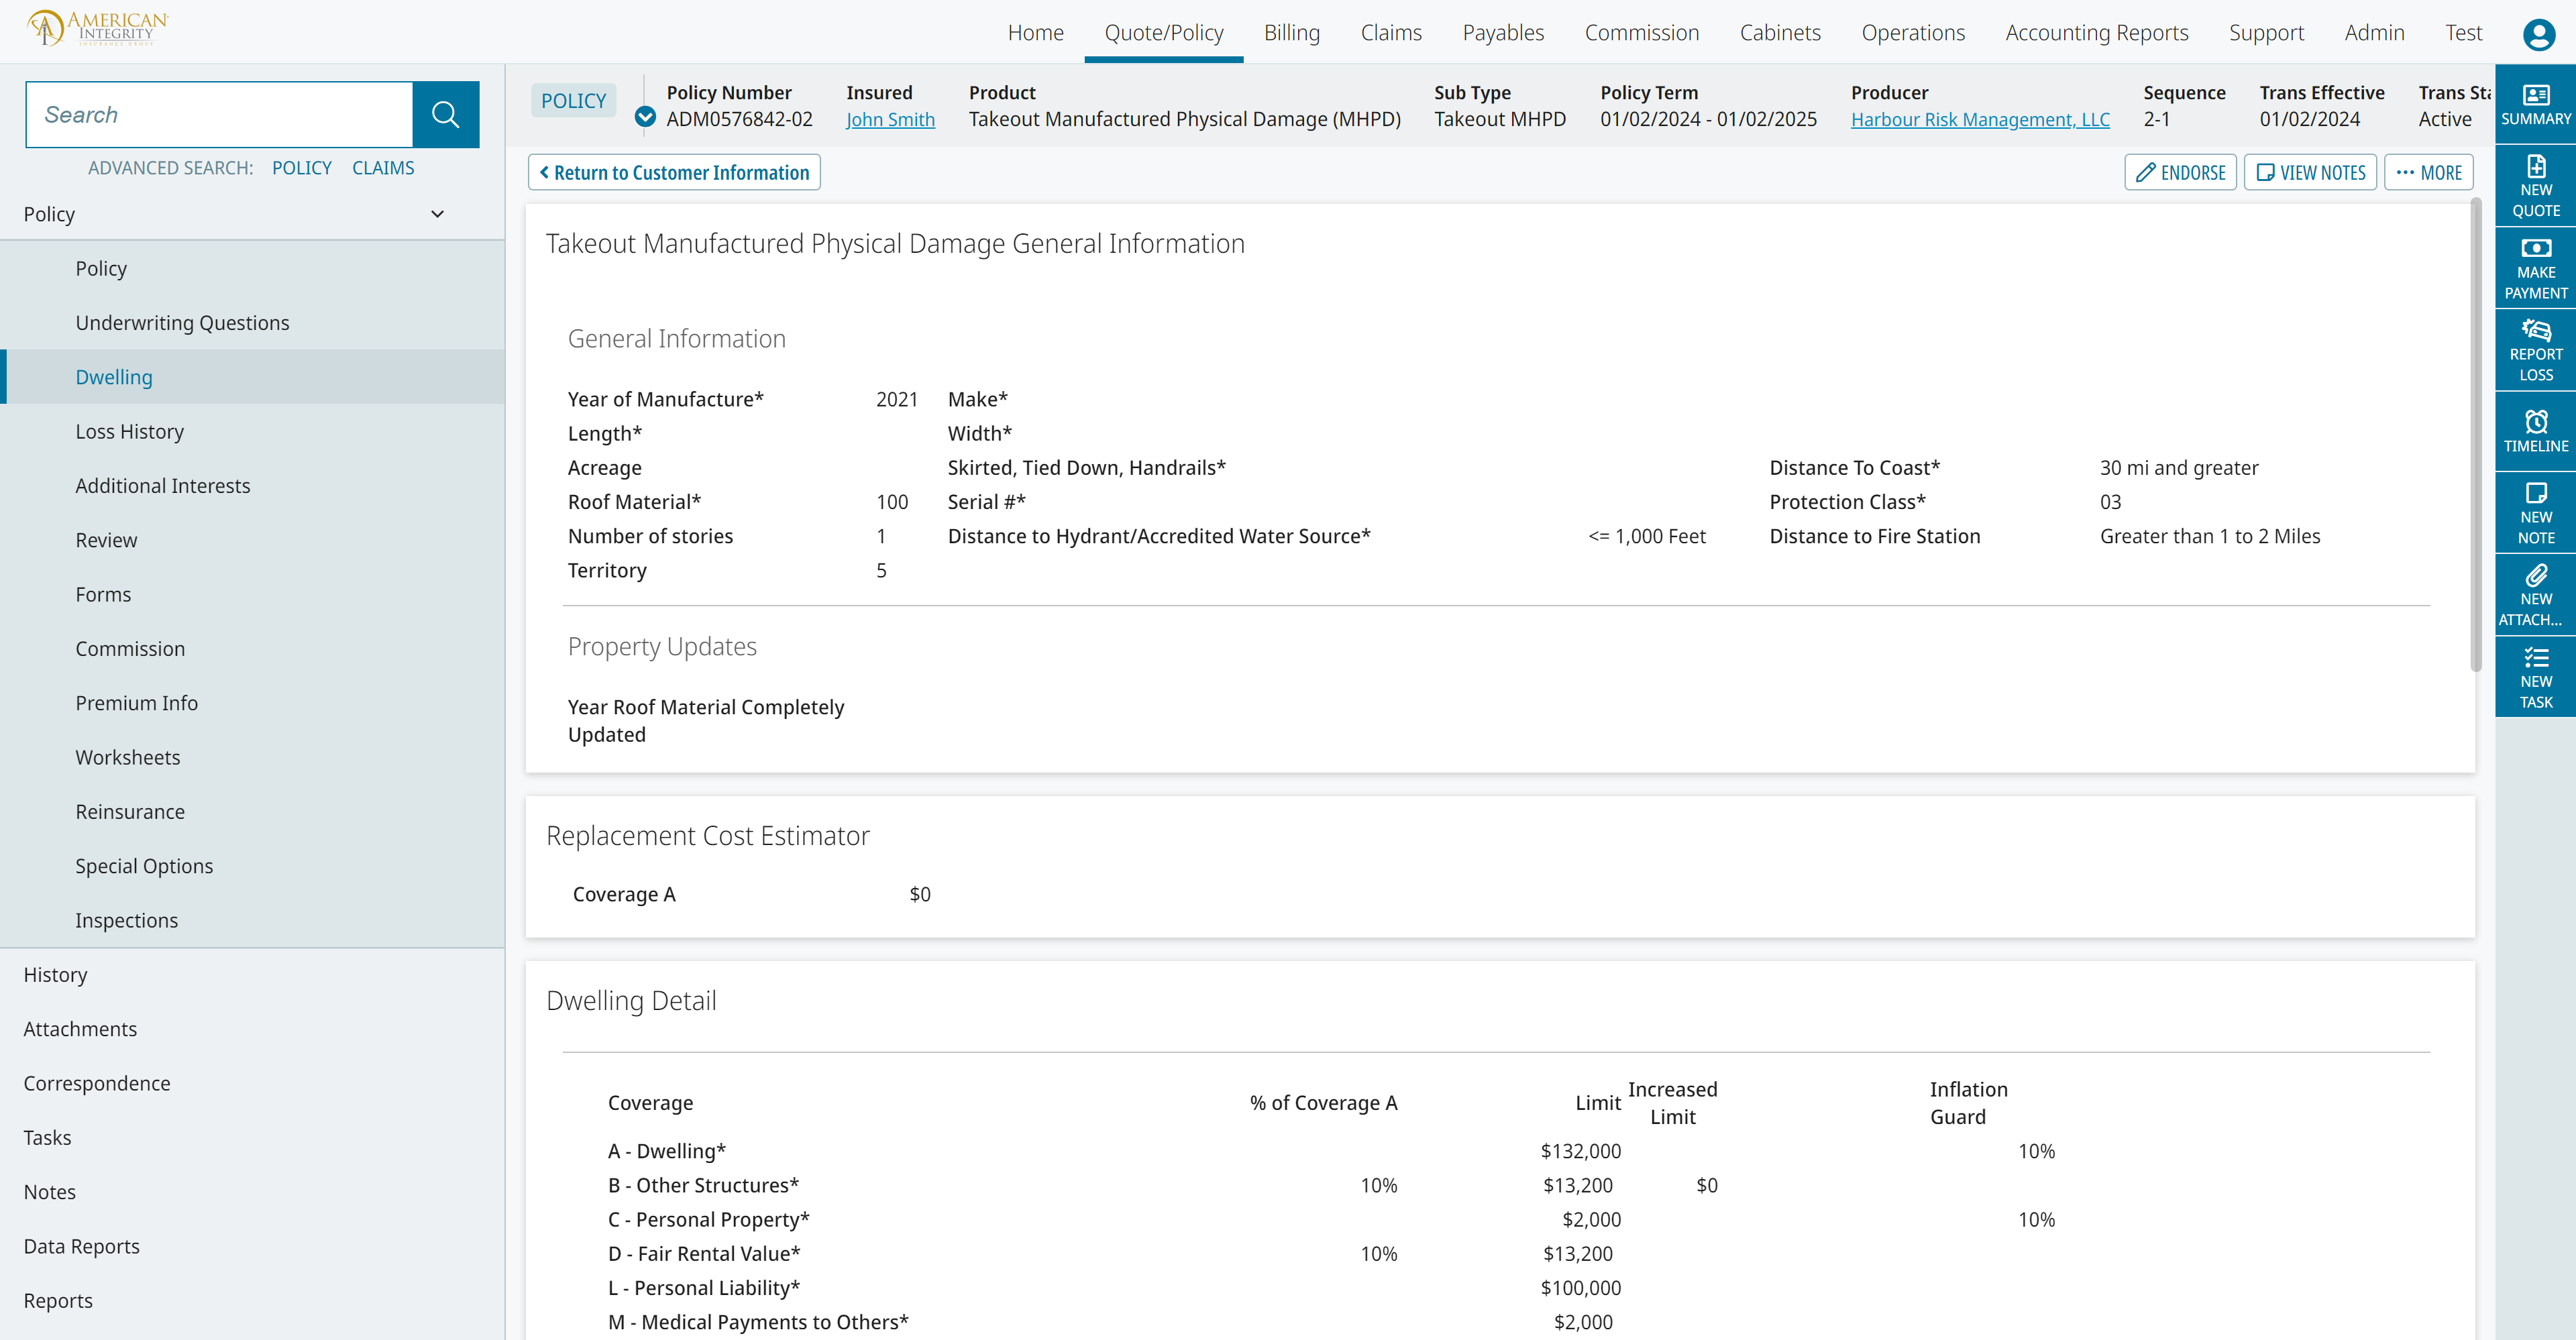 AMERICAN
INTEGRITY
INSURANCE GROUP
Home Quote/Policy Billing Claims Payables Commission Cabinets Operations Accounting Reports Support Admin Test
Search
ADVANCED SEARCH: POLICY CLAIMS
Policy
Policy
Underwriting Questions
Dwelling
Loss History
Additional Interests
Review
Forms
Commission
Premium Info
Worksheets
Reinsurance
Special Options
Inspections
History
Attachments
Correspondence
Tasks
Notes
Data Reports
Reports
POLICY
Policy Number Insured Product Sub Type Policy Term Producer Sequence Trans Effective Trans Sta
ADM0576842-02 John Smith Takeout Manufactured Physical Damage (MHPD) Takeout MHPD 01/02/2024 - 01/02/2025 Harbour Risk Management, LLC 2-1 01/02/2024 Active
Return to Customer Information
ENDORSE VIEW NOTES ••• MORE
Takeout Manufactured Physical Damage General Information
General Information
Year of Manufacture* 2021 Make*
Length* Width*
Acreage Skirted, Tied Down, Handrails* Distance To Coast* 30 mi and greater
Roof Material* 100 Serial #* Protection Class* 03
Number of stories 1 Distance to Hydrant/Accredited Water Source* <= 1,000 Feet Distance to Fire Station Greater than 1 to 2 Miles
Territory 5
Property Updates
Year Roof Material Completely
Updated
Replacement Cost Estimator
Coverage A $0
Dwelling Detail
Coverage % of Coverage A Limit Increased Limit Inflation Guard
A - Dwelling* $132,000 10%
B - Other Structures* 10% $13,200 $0
C - Personal Property* $2,000 10%
D - Fair Rental Value* 10% $13,200
L - Personal Liability* $100,000
M - Medical Payments to Others* $2,000
SUMMARY
NEW
QUOTE
MAKE
PAYMENT
REPORT
LOSS
TIMELINE
NEW
NOTE
NEW
ATTACH...
NEW
TASK